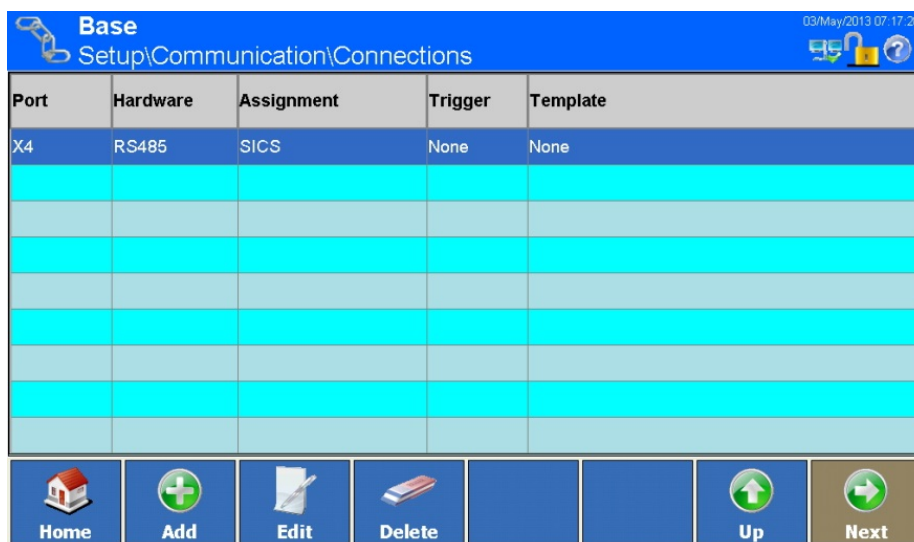 Base
03/May/2013 07:17:2
Setup\Communication\Connections
Port Hardware Assignment Trigger Template
X4 RS485 SICS None None
Home Add Edit Delete Up Next